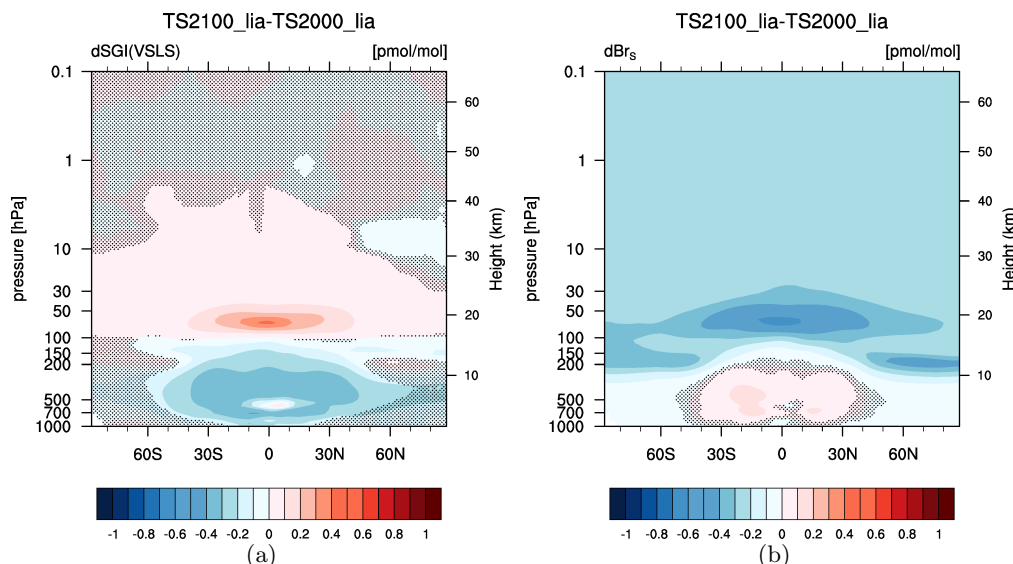 TS2100_lia-TS2000_lia
dSGI(VSLS) [pmol/mol]
0.1
1
10
30
50
100
150
200
500
700
1000
pressure [hPa]
60
50
40
30
20
10
Height (km)
60S 30S 0 30N 60N
-1 -0.8 -0.6 -0.4 -0.2 0 0.2 0.4 0.6 0.8 1
(a)
TS2100_lia-TS2000_lia
dBrS [pmol/mol]
0.1
1
10
30
50
100
150
200
500
700
1000
pressure [hPa]
60
50
40
30
20
10
Height (km)
60S 30S 0 30N 60N
-1 -0.8 -0.6 -0.4 -0.2 0 0.2 0.4 0.6 0.8 1
(b)